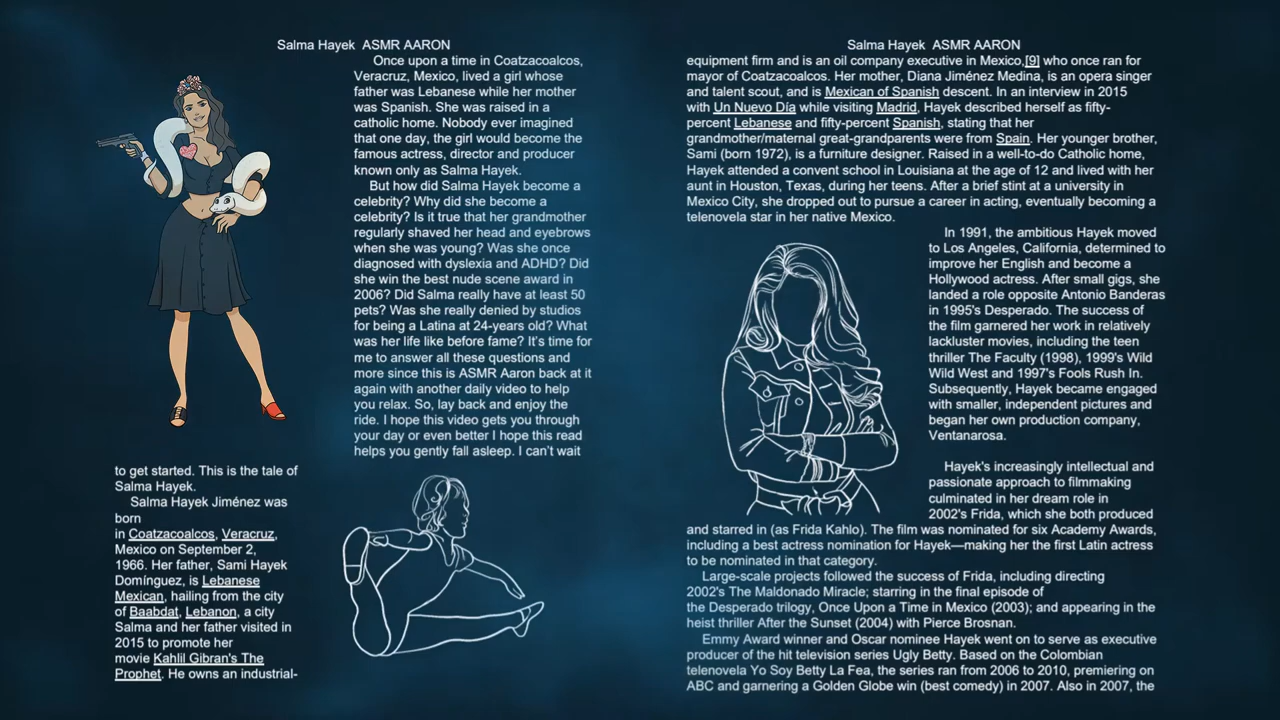 Salma Hayek  ASMR AARON
Once upon a time in Coatzacoalcos,
Veracruz, Mexico, lived a girl whose
father was Lebanese while her mother
was Spanish. She was raised in a
catholic home. Nobody ever imagined
that one day, the girl would become the
famous actress, director and producer
known only as Salma Hayek.
But how did Salma Hayek become a
celebrity? Why did she become a
celebrity? Is it true that her grandmother
regularly shaved her head and eyebrows
when she was young? Was she once
diagnosed with dyslexia and ADHD? Did
she win the best nude scene award in
2006? Did Salma really have at least 50
pets? Was she really denied by studios
for being a Latina at 24-years old? What
was her life like before fame? It's time for
me to answer all these questions and
more since this is ASMR Aaron back at it
again with another daily video to help
you relax. So, lay back and enjoy the
ride. I hope this video gets you through
your day or even better I hope this read
helps you gently fall asleep. I can't wait
to get started. This is the tale of
Salma Hayek.
Salma Hayek Jiménez was
born
in Coatzacoalcos, Veracruz,
Mexico on September 2,
1966. Her father, Sami Hayek
Domínguez, is Lebanese
Mexican, hailing from the city
of Baabdat, Lebanon, a city
Salma and her father visited in
2015 to promote her
movie Kahlil Gibran's The
Prophet. He owns an industrial-
Salma Hayek  ASMR AARON
equipment firm and is an oil company executive in Mexico,[9] who once ran for
mayor of Coatzacoalcos. Her mother, Diana Jiménez Medina, is an opera singer
and talent scout, and is Mexican of Spanish descent. In an interview in 2015
with Un Nuevo Día while visiting Madrid, Hayek described herself as fifty-
percent Lebanese and fifty-percent Spanish, stating that her
grandmother/maternal great-grandparents were from Spain. Her younger brother,
Sami (born 1972), is a furniture designer. Raised in a well-to-do Catholic home,
Hayek attended a convent school in Louisiana at the age of 12 and lived with her
aunt in Houston, Texas, during her teens. After a brief stint at a university in
Mexico City, she dropped out to pursue a career in acting, eventually becoming a
telenovela star in her native Mexico.
In 1991, the ambitious Hayek moved
to Los Angeles, California, determined to
improve her English and become a
Hollywood actress. After small gigs, she
landed a role opposite Antonio Banderas
in 1995's Desperado. The success of
the film garnered her work in relatively
lackluster movies, including the teen
thriller The Faculty (1998), 1999's Wild
Wild West and 1997's Fools Rush In.
Subsequently, Hayek became engaged
with smaller, independent pictures and
began her own production company,
Ventanarosa.
Hayek's increasingly intellectual and
passionate approach to filmmaking
culminated in her dream role in
2002's Frida, which she both produced
and starred in (as Frida Kahlo). The film was nominated for six Academy Awards,
including a best actress nomination for Hayek—making her the first Latin actress
to be nominated in that category.
Large-scale projects followed the success of Frida, including directing
2002's The Maldonado Miracle; starring in the final episode of
the Desperado trilogy, Once Upon a Time in Mexico (2003); and appearing in the
heist thriller After the Sunset (2004) with Pierce Brosnan.
Emmy Award winner and Oscar nominee Hayek went on to serve as executive
producer of the hit television series Ugly Betty. Based on the Colombian
telenovela Yo Soy Betty La Fea, the series ran from 2006 to 2010, premiering on
ABC and garnering a Golden Globe win (best comedy) in 2007. Also in 2007, the